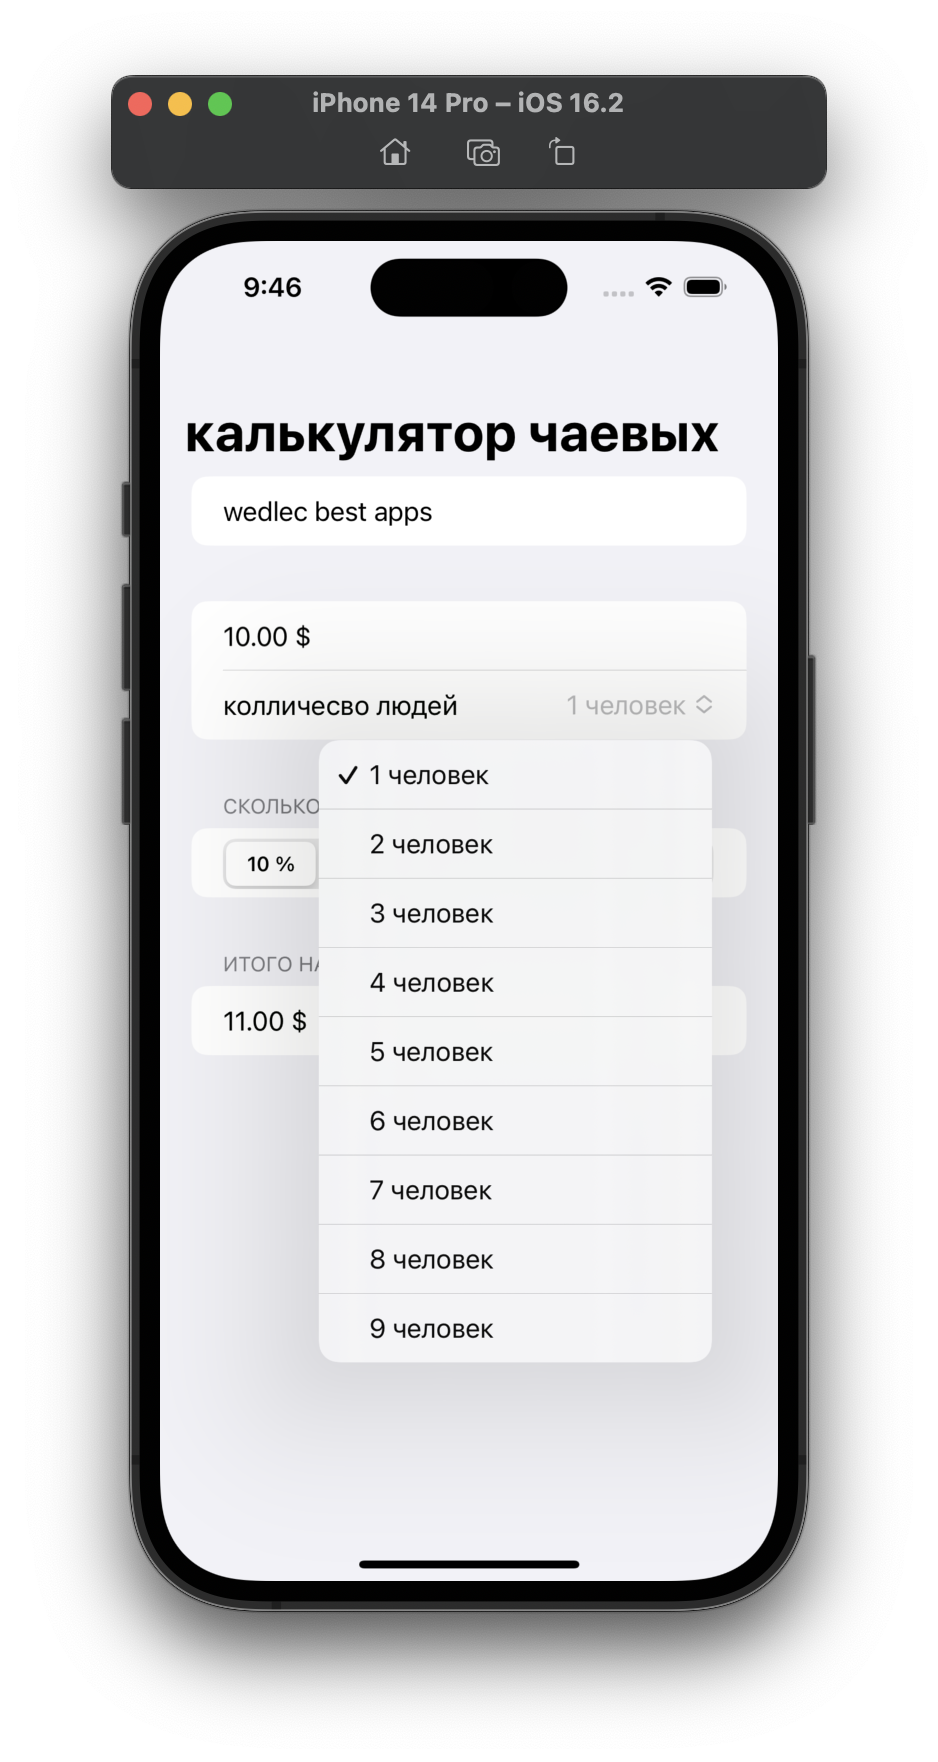 iPhone 14 Pro – iOS 16.2
9:46
калькулятор чаевых
wedlec best apps
10.00 $
колличесво людей 1 человек
1 человек
СКОЛЬКО
2 человек
10 %
3 человек
ИТОГО НА
4 человек
11.00 $
5 человек
6 человек
7 человек
8 человек
9 человек